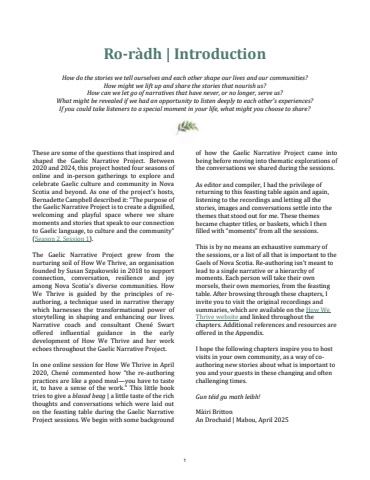 Ro-ràdh | Introduction
How do the stories we tell ourselves and each other shape our lives and our communities?
How might we lift up and share the stories that nourish us?
How can we let go of narratives that have never, or no longer, serve us?
What might be revealed if we had an opportunity to listen deeply to each other's experiences?
If you could take listeners to a special moment in your life, what might you choose to share?
These are some of the questions that inspired and
shaped the Gaelic Narrative Project. Between
2020 and 2024, this project hosted four seasons of
online and in-person gatherings to explore and
celebrate Gaelic culture and community in Nova
Scotia and beyond. As one of the project's hosts,
Bernadette Campbell described it: "The purpose of
the Gaelic Narrative Project is to create a dignified,
welcoming and playful space where we share
moments and stories that speak to our connection
to Gaelic language, to culture and community"
(Season 2, Session 1).
The Gaelic Narrative Project grew from the
nurturing soil of How We Thrive, an organisation
founded by Susan Szpakowski in 2018 to support
connection, conversation, resilience and joy
among Nova Scotia's diverse communities. How
We Thrive is guided by the principles of re-
authoring, a technique used in narrative therapy
which harnesses the transformational power of
storytelling in shaping and enhancing our lives.
Narrative coach and consultant Chené Swart
offered influential guidance in the early
development of How We Thrive and her work
echoes throughout the Gaelic Narrative Project.
In one online session for How We Thrive in April
2020, Chené commented how "the re-authoring
practices are like a good meal—you have to taste
it, to have a sense of the work." This little book
tries to give a blasad beag | a little taste of the rich
thoughts and conversations which were laid out
on the feasting table during the Gaelic Narrative
Project sessions. We begin with some background
of how the Gaelic Narrative Project came into
being before moving into thematic explorations of
the conversations we shared during the sessions.
As editor and compiler, I had the privilege of
returning to this feasting table again and again,
listening to the recordings and letting all the
stories, images and conversations settle into the
themes that stood out for me. These themes
became chapter titles, or baskets, which I then
filled with "moments" from all the sessions.
This is by no means an exhaustive summary of
the sessions, or a list of all that is important to the
Gaels of Nova Scotia. Re-authoring isn't meant to
lead to a single narrative or a hierarchy of
moments. Each person will take their own
morsels, their own memories, from the feasting
table. After browsing through these chapters, I
invite you to visit the original recordings and
summaries, which are available on the How We
Thrive website and linked throughout the
chapters. Additional resources and references are
offered in the Appendix.
I hope the following chapters inspire you to host
visits in your own community, as a way of co-
authoring new stories about what is important to
you and your guests in these changing and often
challenging times.
Gun tèid gu math leibh!
Màiri Britton
An Drochaid | Mabou, April 2025